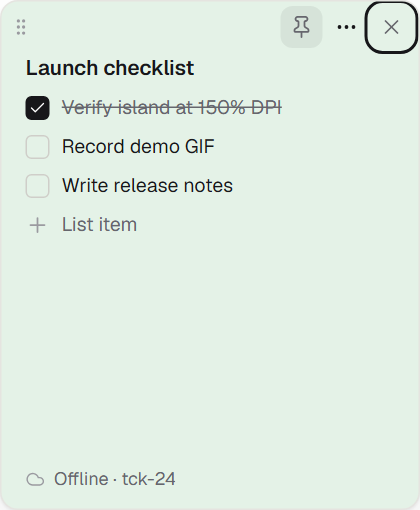 Launch checklist
Verify island at 150% DPI
Record demo GIF
Write release notes
List item
Offline · tck-24